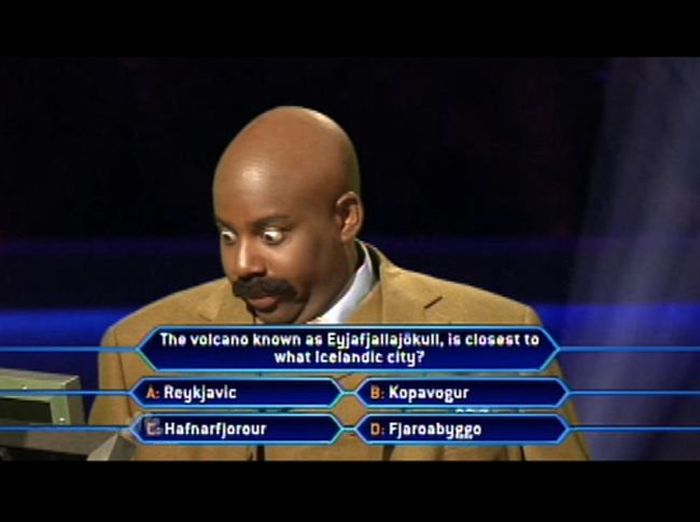 The volcano known as Eyjafjallajökull, is closest to
what Icelandic city?
A: Reykjavic
B: Kopavogur
C: Hafnarfjorour
D: Fjaroabyggo